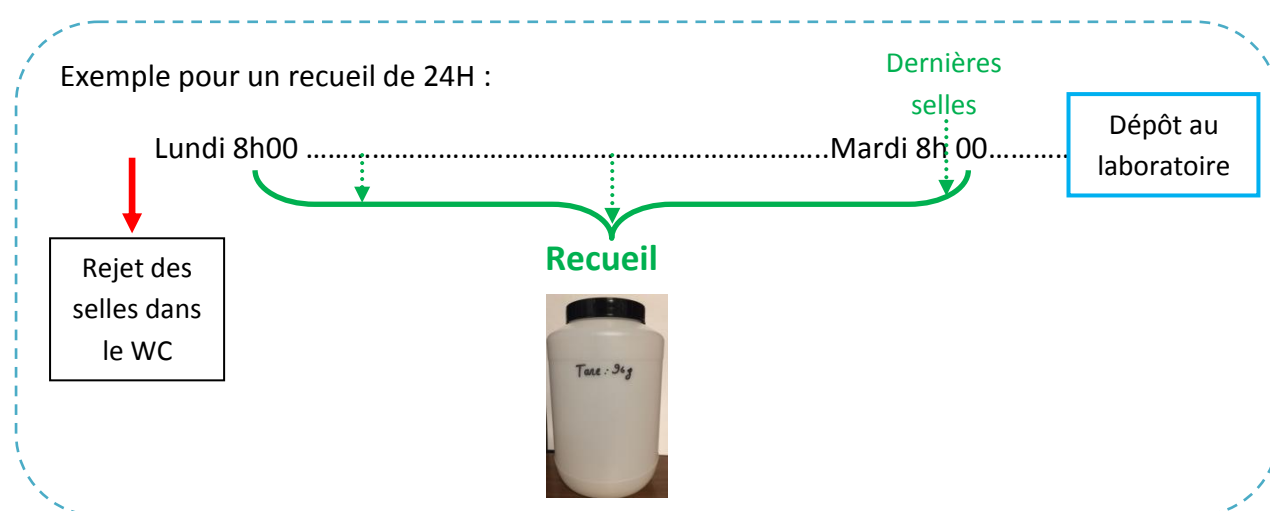 Exemple pour un recueil de 24H :
Dernières
selles
Lundi 8h00 ……………………………………………………………..Mardi 8h 00…………
Dépôt au
laboratoire
Rejet des
selles dans
le WC
Recueil
Tare : 96g